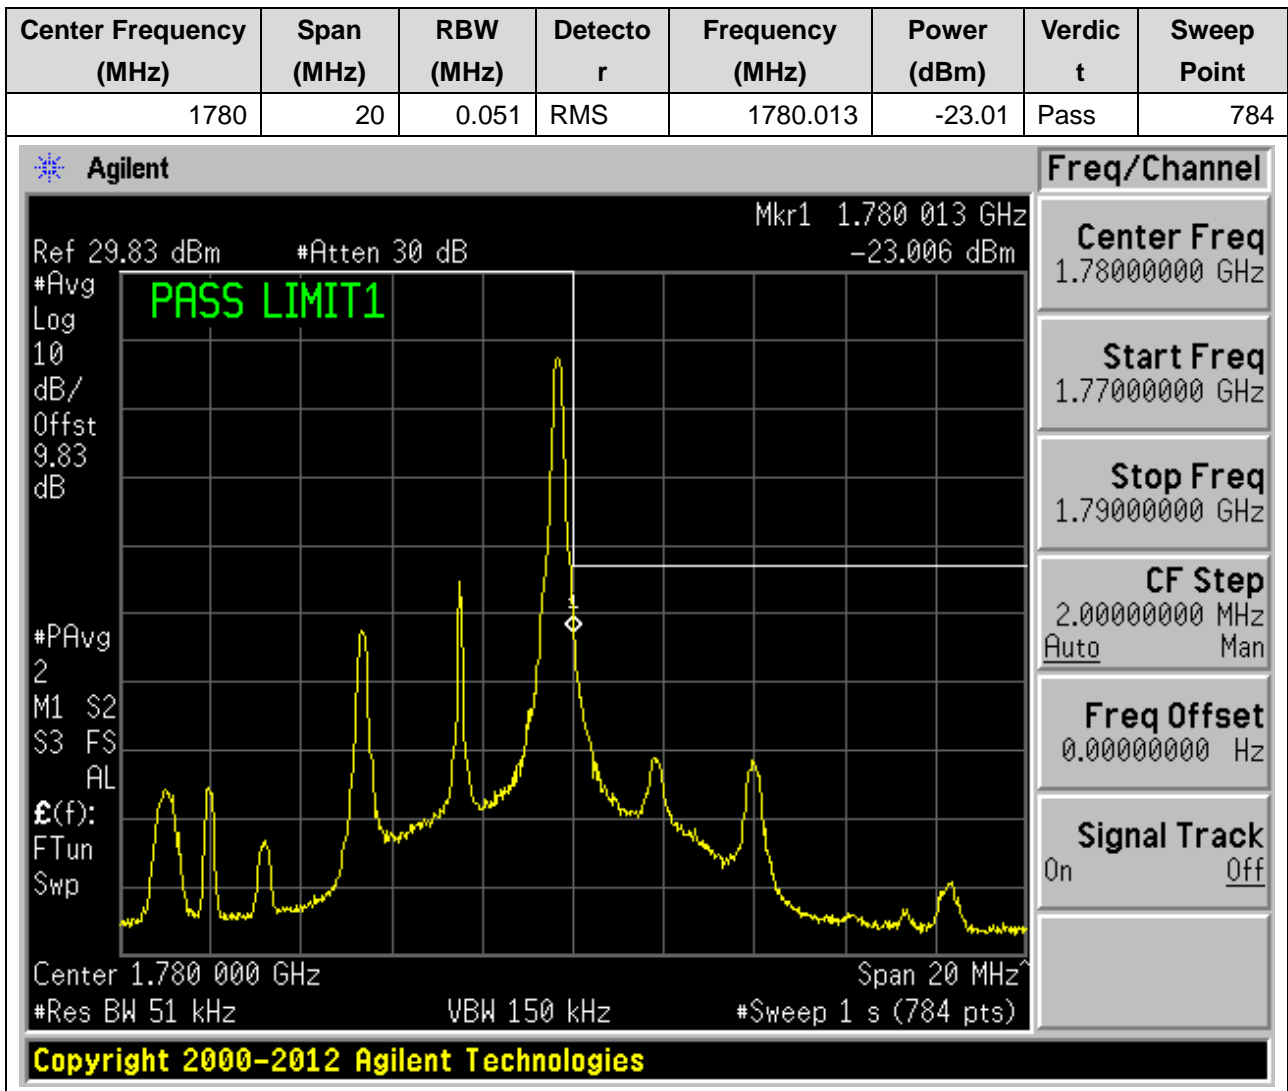 Center Frequency (MHz) Span (MHz) RBW (MHz) Detecto r Frequency (MHz) Power (dBm) Verdic t Sweep Point
1780 20 0.051 RMS 1780.013 -23.01 Pass 784
Agilent
Freq/Channel
Mkr1 1.780 013 GHz
Ref 29.83 dBm #Atten 30 dB -23.006 dBm
#Avg
Log
10
dB/
Offst
9.83
dB
PASS LIMIT1
1
#PAvg
2
M1 S2
S3 FS
AL
£(f):
FTun
Swp
Center 1.780 000 GHz Span 20 MHz^
#Res BW 51 kHz VBW 150 kHz #Sweep 1 s (784 pts)
Center Freq
1.78000000 GHz
Start Freq
1.77000000 GHz
Stop Freq
1.79000000 GHz
CF Step
2.00000000 MHz
Auto Man
Freq Offset
0.00000000 Hz
Signal Track
On Off
Copyright 2000-2012 Agilent Technologies